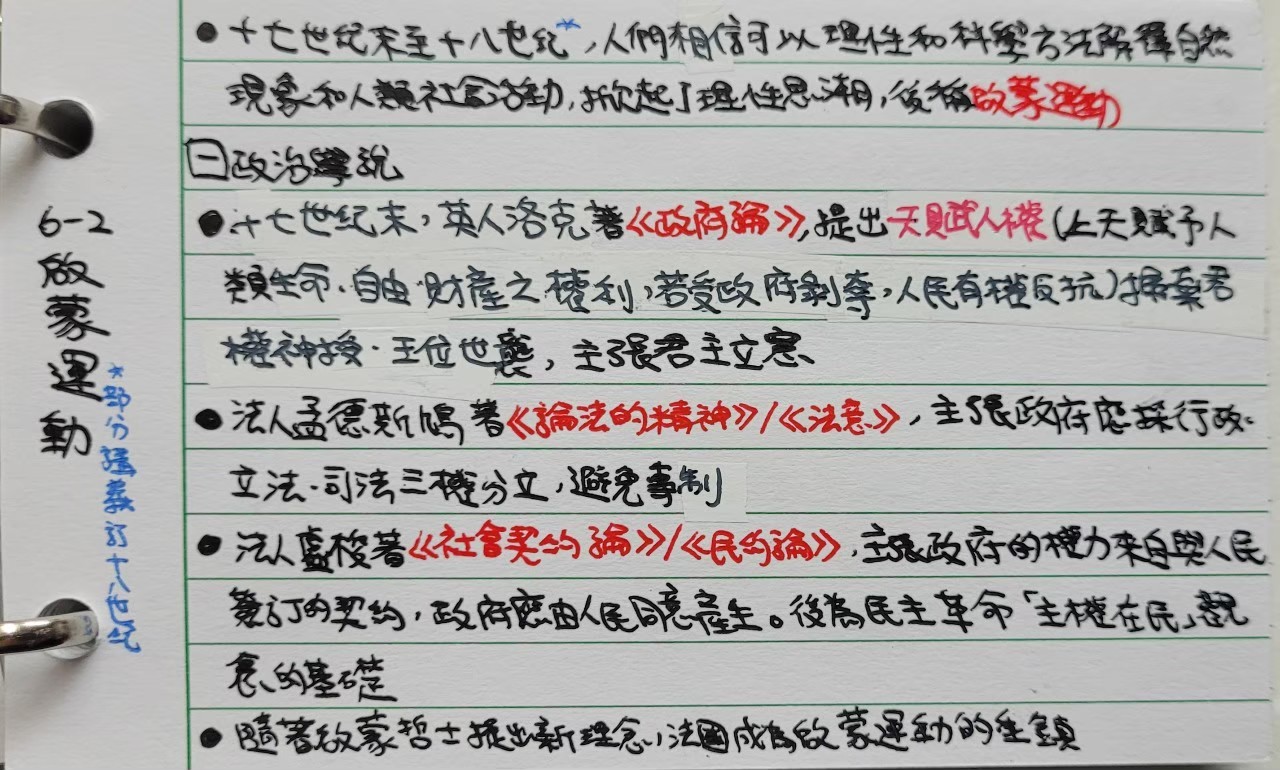 6-2
啟蒙運動
*部分講義訂十八世紀
●十七世紀末至十八世紀*,人們相信可以理性和科學方法解釋自然
現象和人類社會活動,掀起了理性思潮,後稱啟蒙運動
㊀政治學說
●十七世紀末,英人洛克著《政府論》,提出天賦人權(上天賦予人
類生命.自由.財產之權利,若受政府剝奪,人民有權反抗)推翻君
權神授.王位世襲,主張君主立憲
●法人孟德斯鳩著《論法的精神》/《法意》,主張政府應採行政.
立法.司法三權分立,避免專制
●法人盧梭著《社會契約論》/《民約論》,主張政府的權力來自與人民
簽訂的契約,政府應由人民同意產生。後為民主革命「主權在民」觀
念的基礎
●隨著啟蒙哲士提出新理念,法國成為啟蒙運動的重鎮